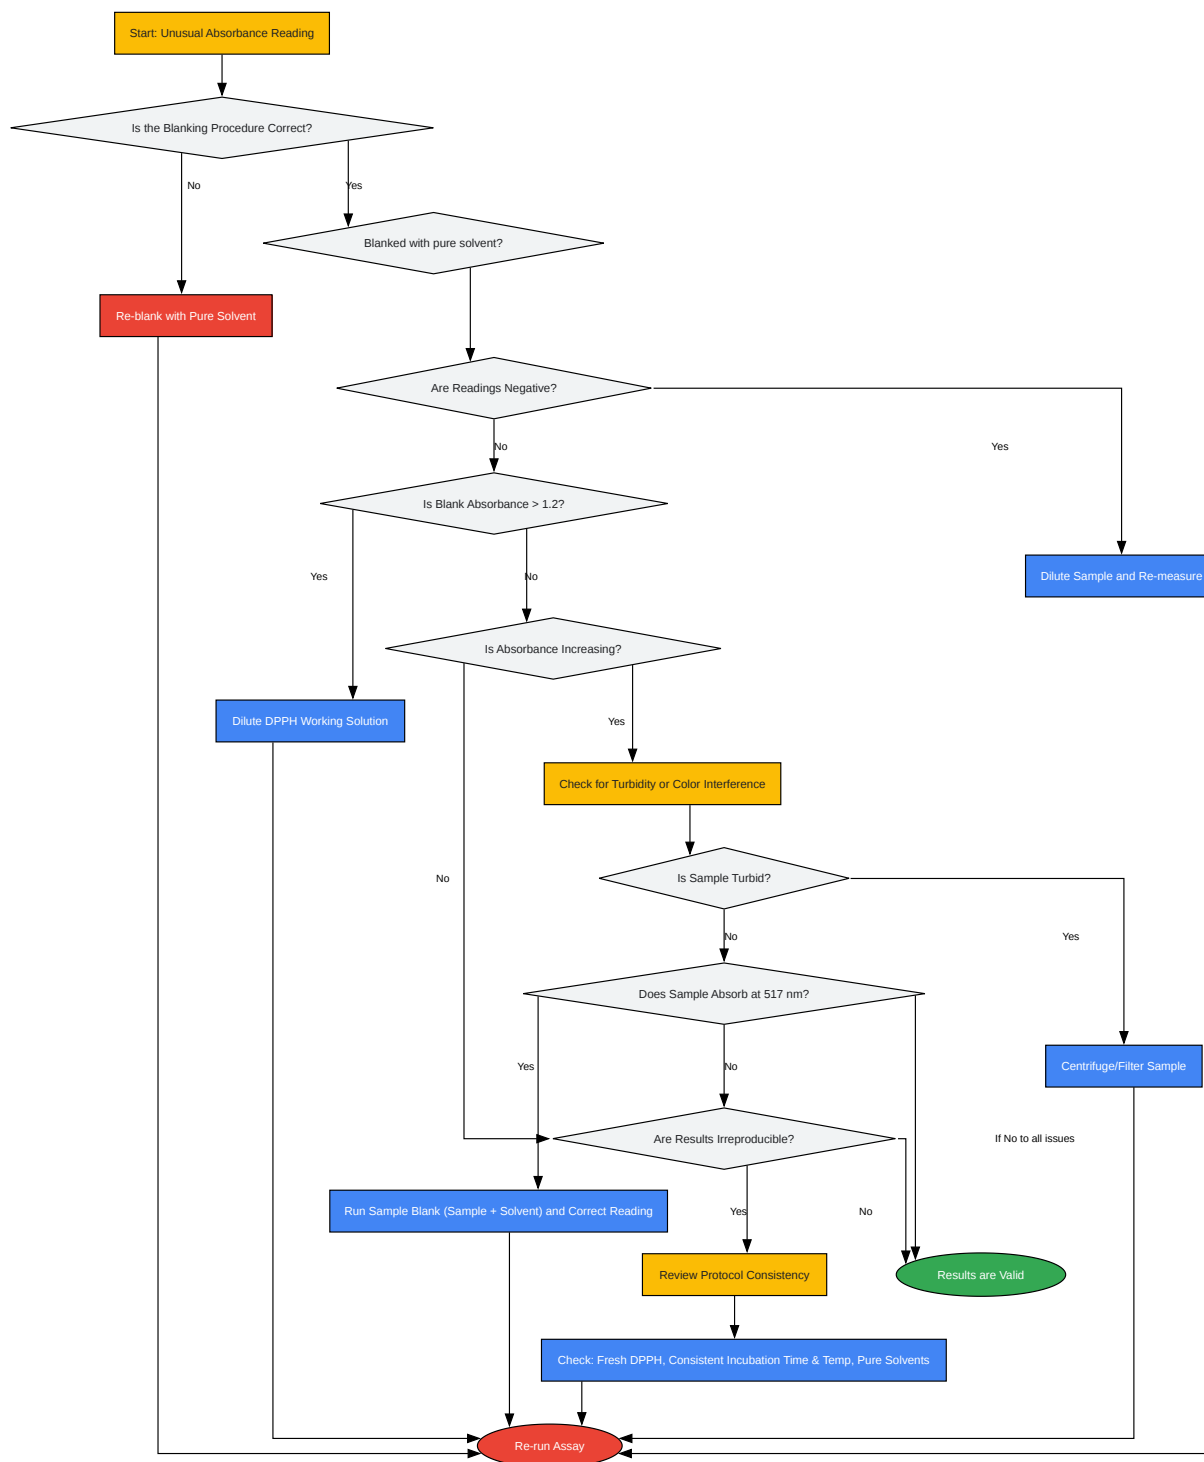 Start: Unusual Absorbance Reading
Is the Blanking Procedure Correct?
No
Yes
Blanked with pure solvent?
Re-blank with Pure Solvent
Are Readings Negative?
No
Yes
Is Blank Absorbance > 1.2?
Yes
No
Dilute Sample and Re-measure
Is Absorbance Increasing?
Dilute DPPH Working Solution
Yes
Check for Turbidity or Color Interference
No
Is Sample Turbid?
No
Yes
Does Sample Absorb at 517 nm?
Yes
No
Centrifuge/Filter Sample
Are Results Irreproducible?
If No to all issues
Run Sample Blank (Sample + Solvent) and Correct Reading
Yes
No
Review Protocol Consistency
Results are Valid
Check: Fresh DPPH, Consistent Incubation Time & Temp, Pure Solvents
Re-run Assay